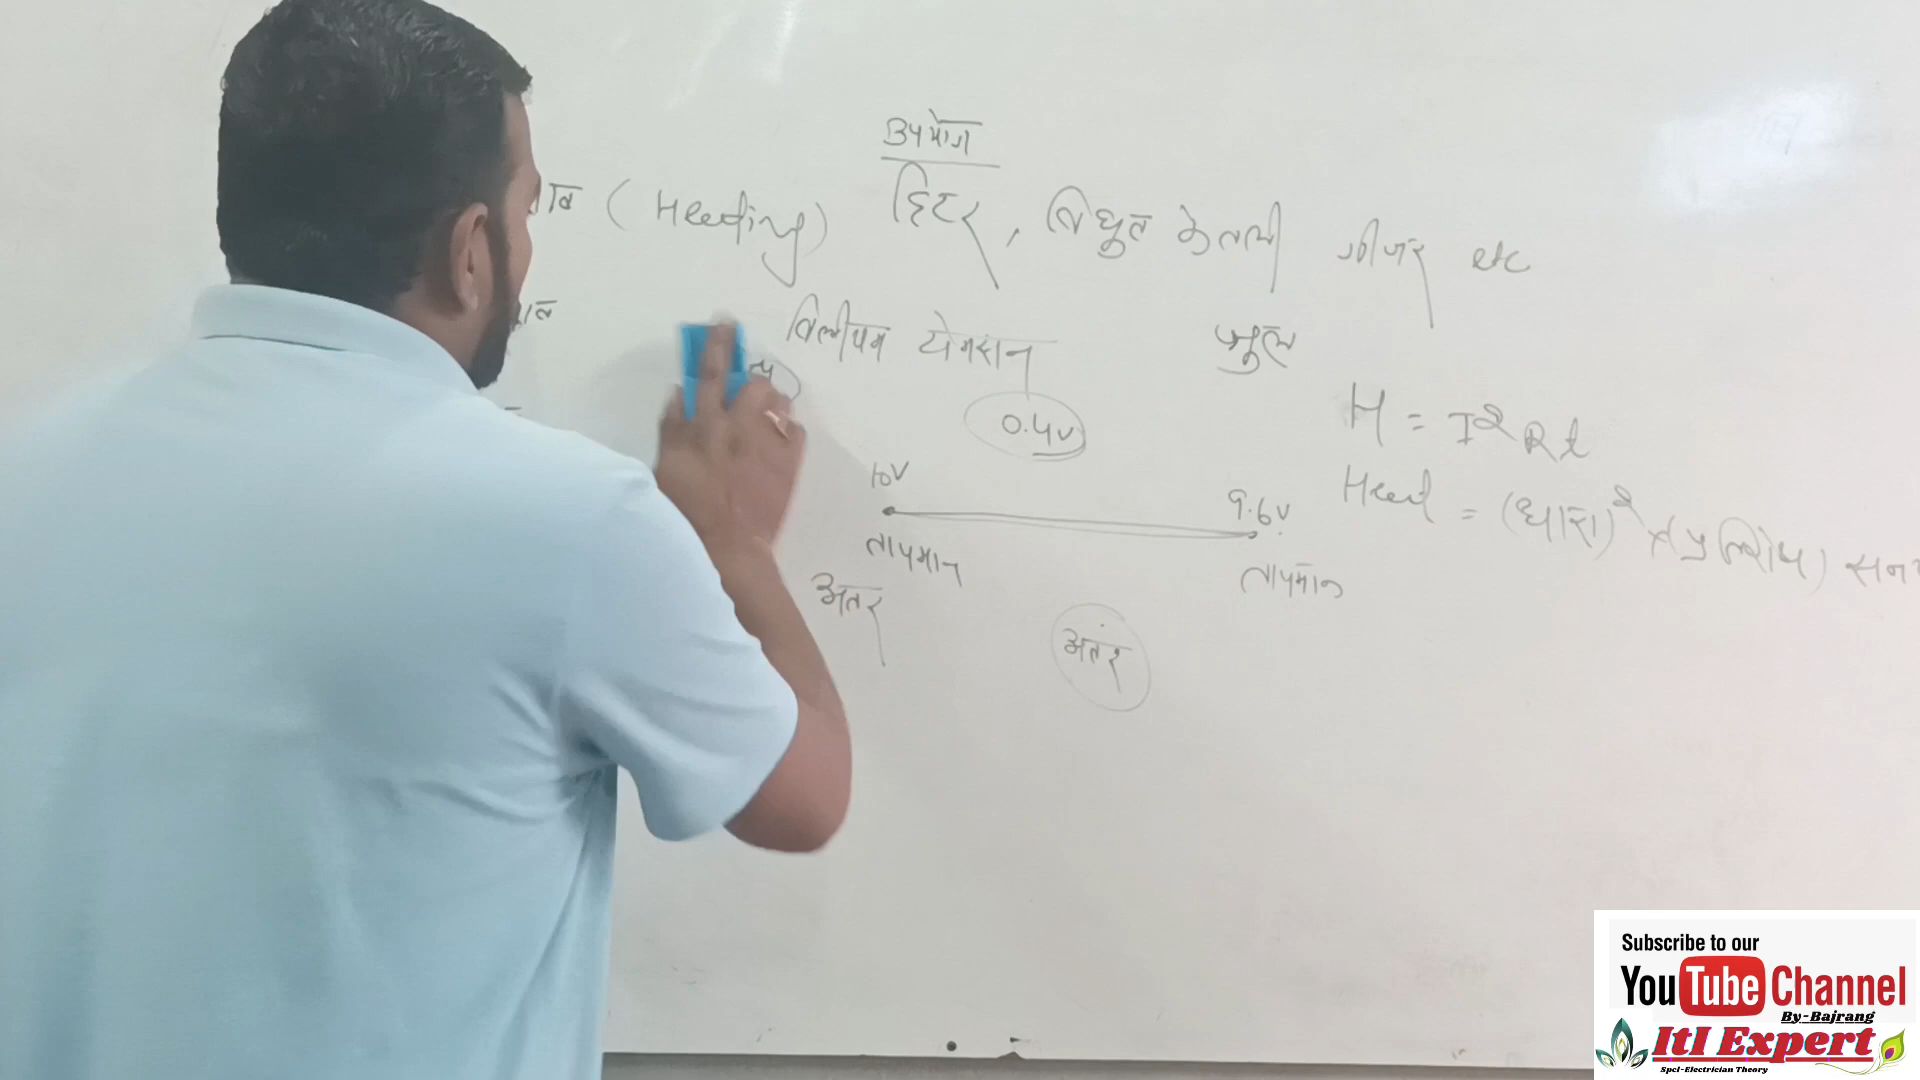 उपयोग
( Heating )
हिटर , विधुत केतली गीजर etc
जुल
0.4v
H = I²Rt
10V
9.6v
Heat = (धारा)² × (प्रतिरोध)
तापमान
तापमान
अंतर
अंतर
Subscribe to our
YouTube Channel
By-Bajrang
ItI Expert
Spcl-Electrician Theory